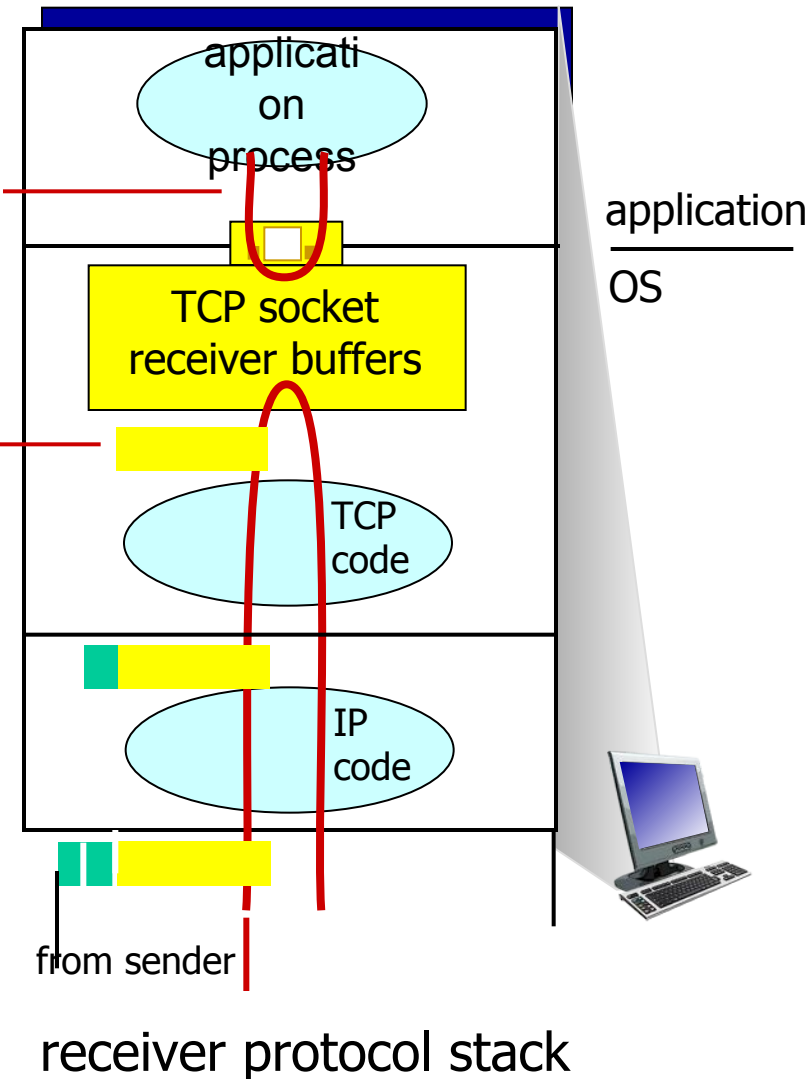 applicati
on
process
application
OS
TCP socket
receiver buffers
TCP
code
IP
code
from sender
receiver protocol stack